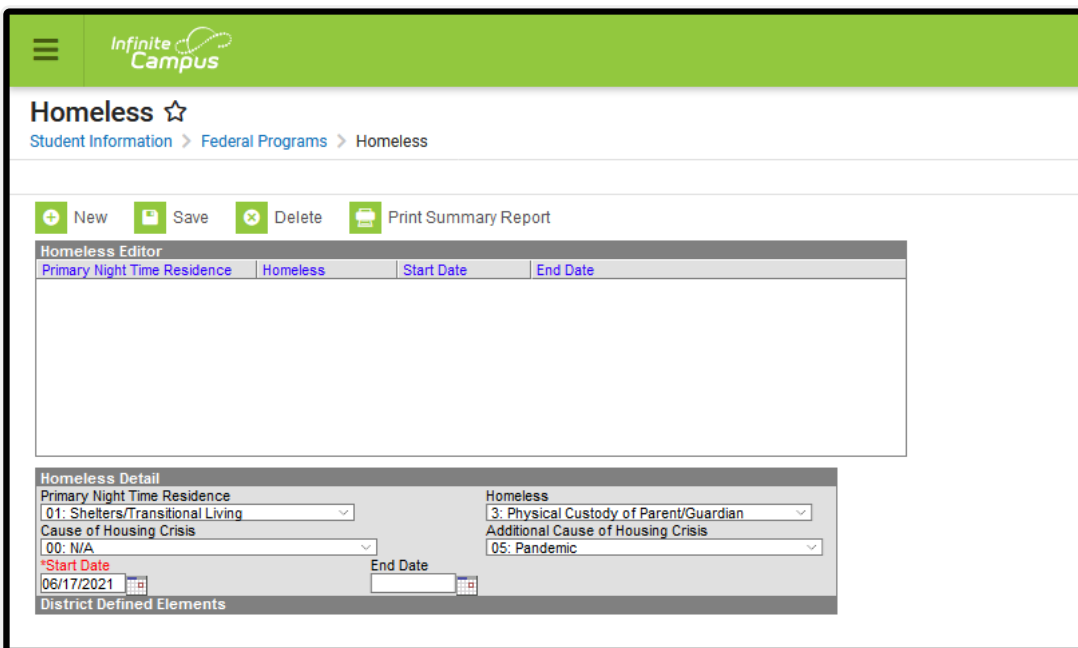 Infinite
Campus
Homeless
Student Information > Federal Programs > Homeless
New Save Delete Print Summary Report
Homeless Editor
Primary Night Time Residence Homeless Start Date End Date
Homeless Detail
Primary Night Time Residence Homeless
01: Shelters/Transitional Living 3: Physical Custody of Parent/Guardian
Cause of Housing Crisis Additional Cause of Housing Crisis
00: N/A 05: Pandemic
*Start Date End Date
06/17/2021
District Defined Elements